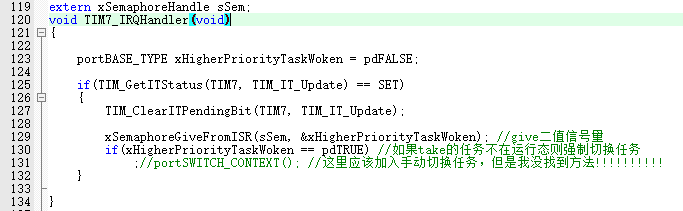 119 extern xSemaphoreHandle sSem;
120 void TIM7_IRQHandler(void)
121 {
122
123 portBASE_TYPE xHigherPriorityTaskWoken = pdFALSE;
124
125 if(TIM_GetITStatus(TIM7, TIM_IT_Update) == SET)
126 {
127 TIM_ClearITPendingBit(TIM7, TIM_IT_Update);
128
129 xSemaphoreGiveFromISR(sSem, &xHigherPriorityTaskWoken); //give二值信号量
130 if(xHigherPriorityTaskWoken == pdTRUE) //如果take的任务不在运行态则强制切换任务
131 ;//portSWITCH_CONTEXT(); //这里应该加入手动切换任务，但是我没找到方法!!!!!!!!!!
132 }
133
134 }